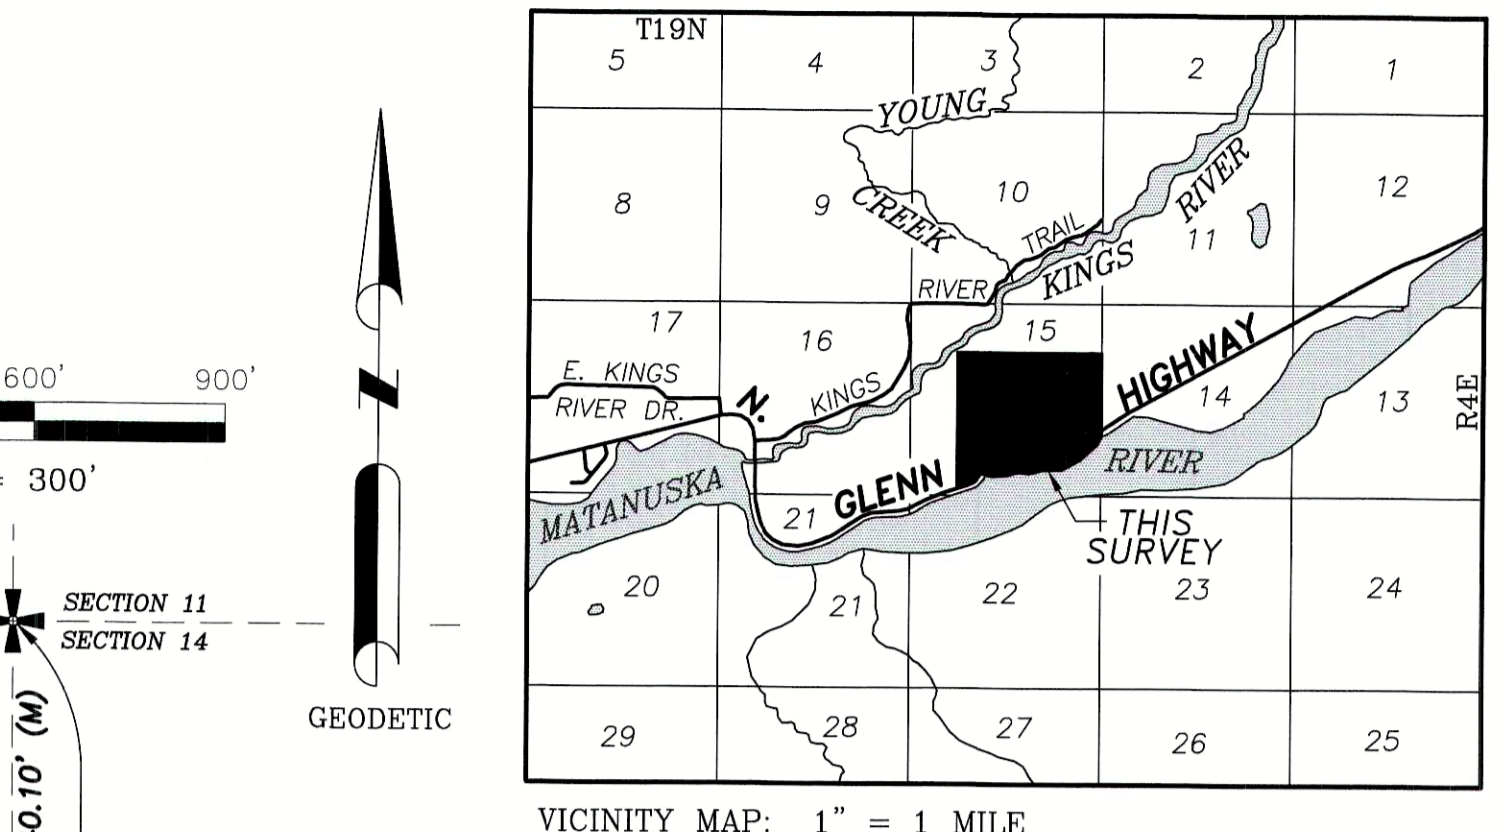 T19N
5 4 3 2 1
YOUNG
8 9 10 11 12
CREEK
TRAIL
RIVER
KINGS
RIVER
17 16 15 14 13
E. KINGS
RIVER DR.
N.
KINGS
HIGHWAY
R4E
600' 900'
300'
MATANUSKA
GLENN
RIVER
21
THIS
SURVEY
20 21 22 23 24
SECTION 11
SECTION 14
0.10' (M)
N
GEODETIC
29 28 27 26 25
VICINITY MAP: 1" = 1 MILE